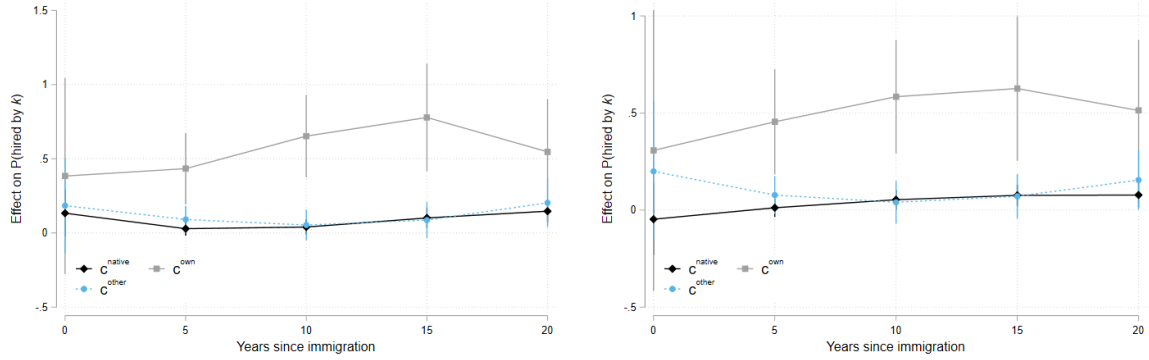 1.5
1
.5
0
-.5
Effect on P(hired by k)
C^native
C^own
C^other
0 5 10 15 20
Years since immigration
1
.5
0
-.5
Effect on P(hired by k)
C^native
C^own
C^other
0 5 10 15 20
Years since immigration